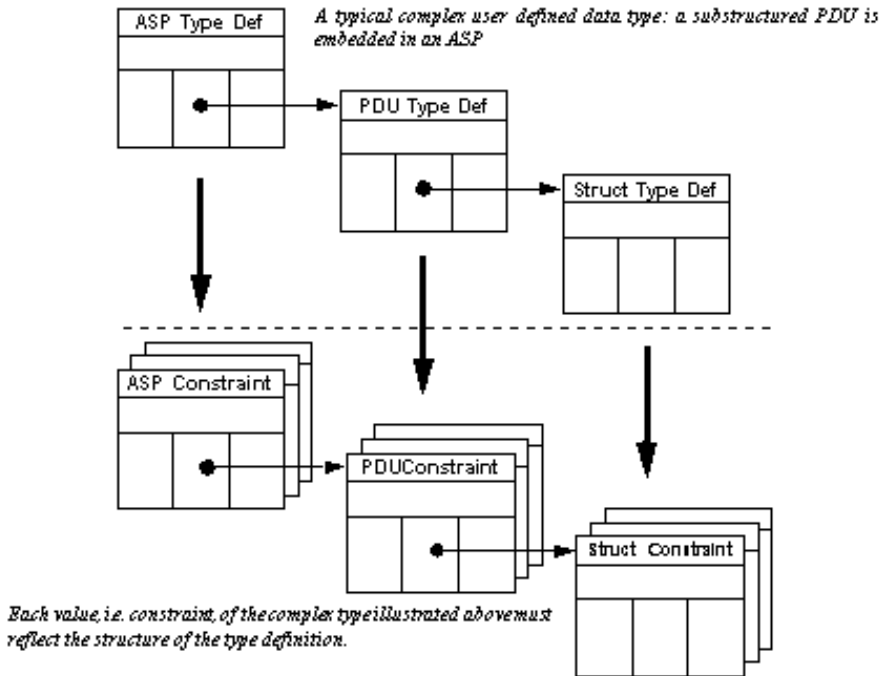 ASP Type Def
A typical complex user defined data type: a substructured PDU is
embedded in an ASP
PDU Type Def
Struct Type Def
ASP Constraint
PDUConstraint
Struct Constraint
Each value, i.e. constraint, of the complex type illustrated above must
reflect the structure of the type definition.